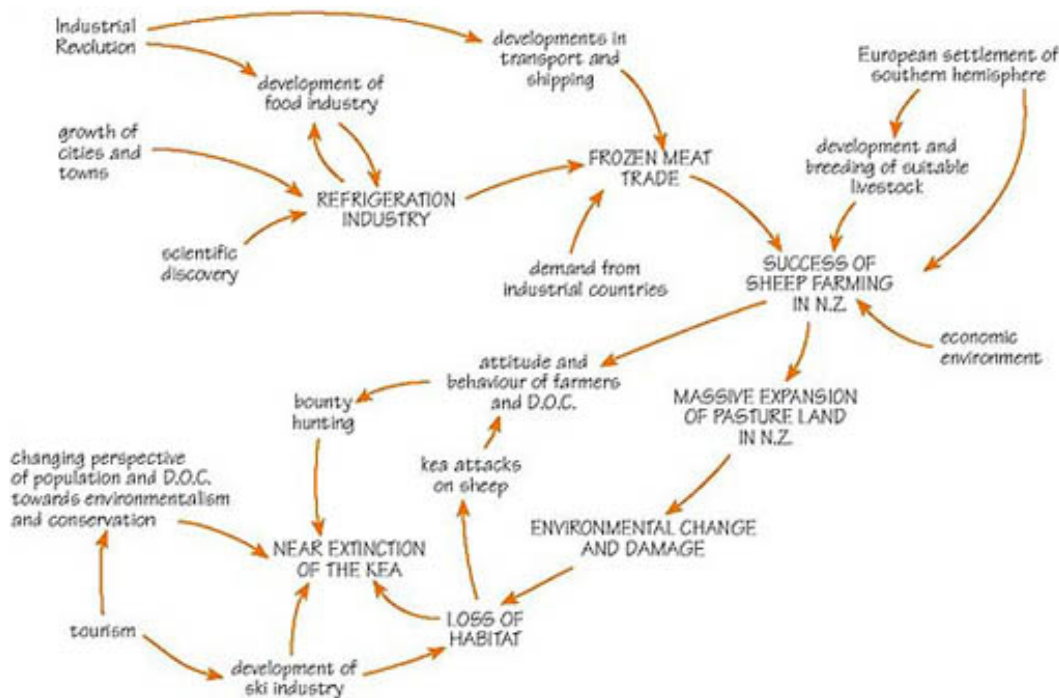 Industrial
Revolution
developments in
transport and
shipping
European settlement of
southern hemisphere
development of
food industry
growth of
cities and
towns
FROZEN MEAT
TRADE
development and
breeding of suitable
livestock
REFRIGERATION
INDUSTRY
scientific
discovery
demand from
industrial countries
SUCCESS OF
SHEEP FARMING
IN N.Z.
economic
environment
attitude and
behaviour of farmers
and D.O.C.
MASSIVE EXPANSION
OF PASTURE LAND
IN N.Z.
bounty
hunting
changing perspective
of population and D.O.C.
towards environmentalism
and conservation
kea attacks
on sheep
ENVIRONMENTAL CHANGE
AND DAMAGE
NEAR EXTINCTION
OF THE KEA
LOSS OF
HABITAT
tourism
development of
ski industry